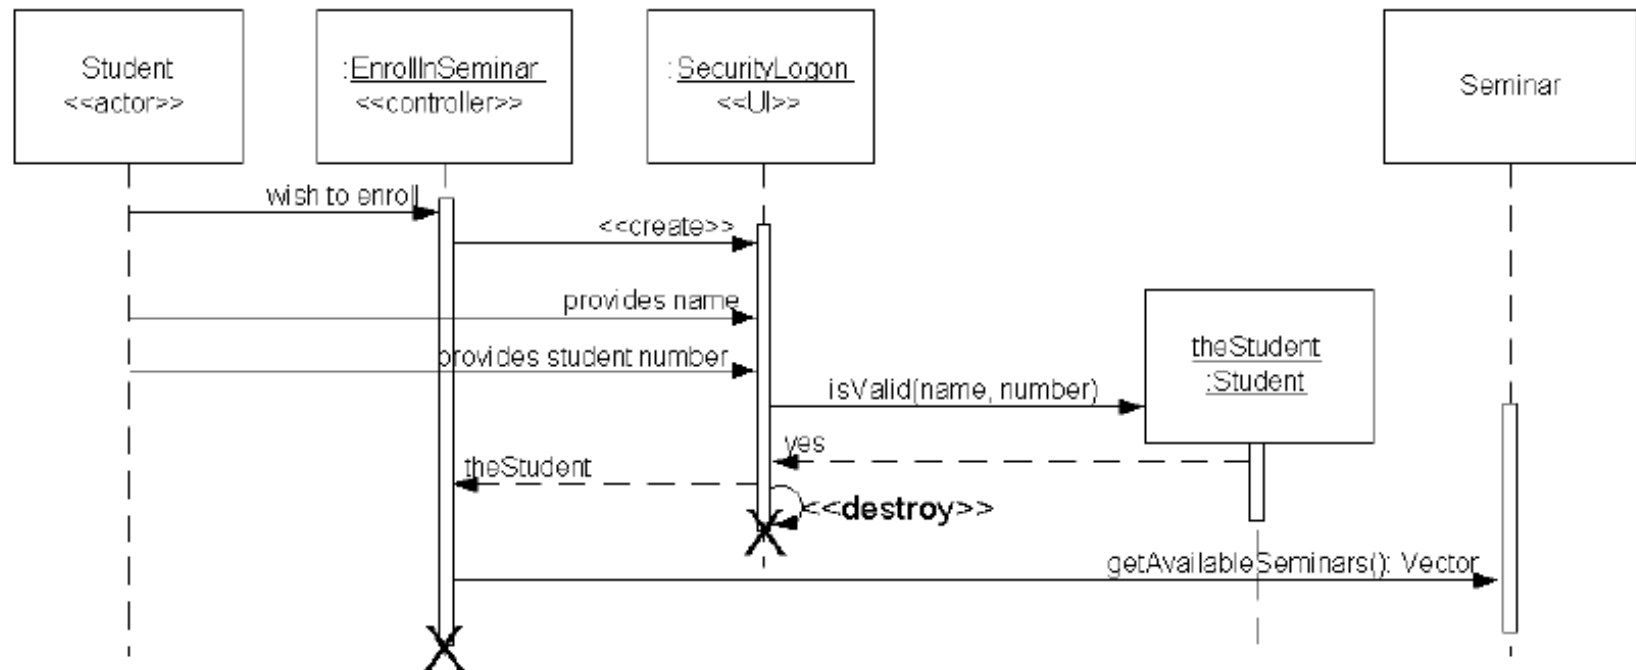 Student
<<actor>>
:EnrollInSeminar
<<controller>>
:SecurityLogon
<<UI>>
Seminar
wish to enroll
<<create>>
provides name
provides student number
theStudent
:Student
isValid(name, number)
yes
theStudent
<<destroy>>
getAvailableSeminars(): Vector